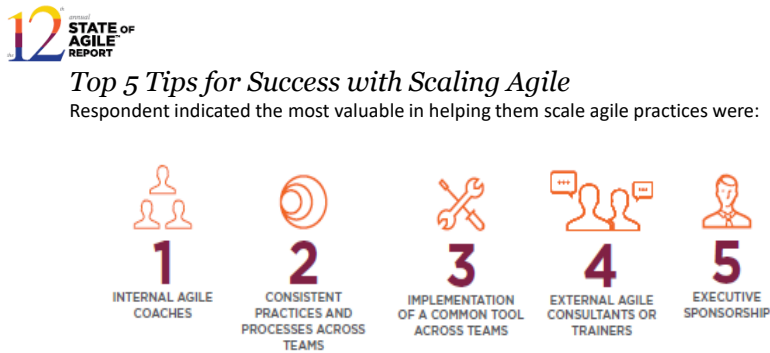 the 12th annual
STATE OF
AGILE™
REPORT
Top 5 Tips for Success with Scaling Agile
Respondent indicated the most valuable in helping them scale agile practices were:
1
INTERNAL AGILE
COACHES
2
CONSISTENT
PRACTICES AND
PROCESSES ACROSS
TEAMS
3
IMPLEMENTATION
OF A COMMON TOOL
ACROSS TEAMS
4
EXTERNAL AGILE
CONSULTANTS OR
TRAINERS
5
EXECUTIVE
SPONSORSHIP